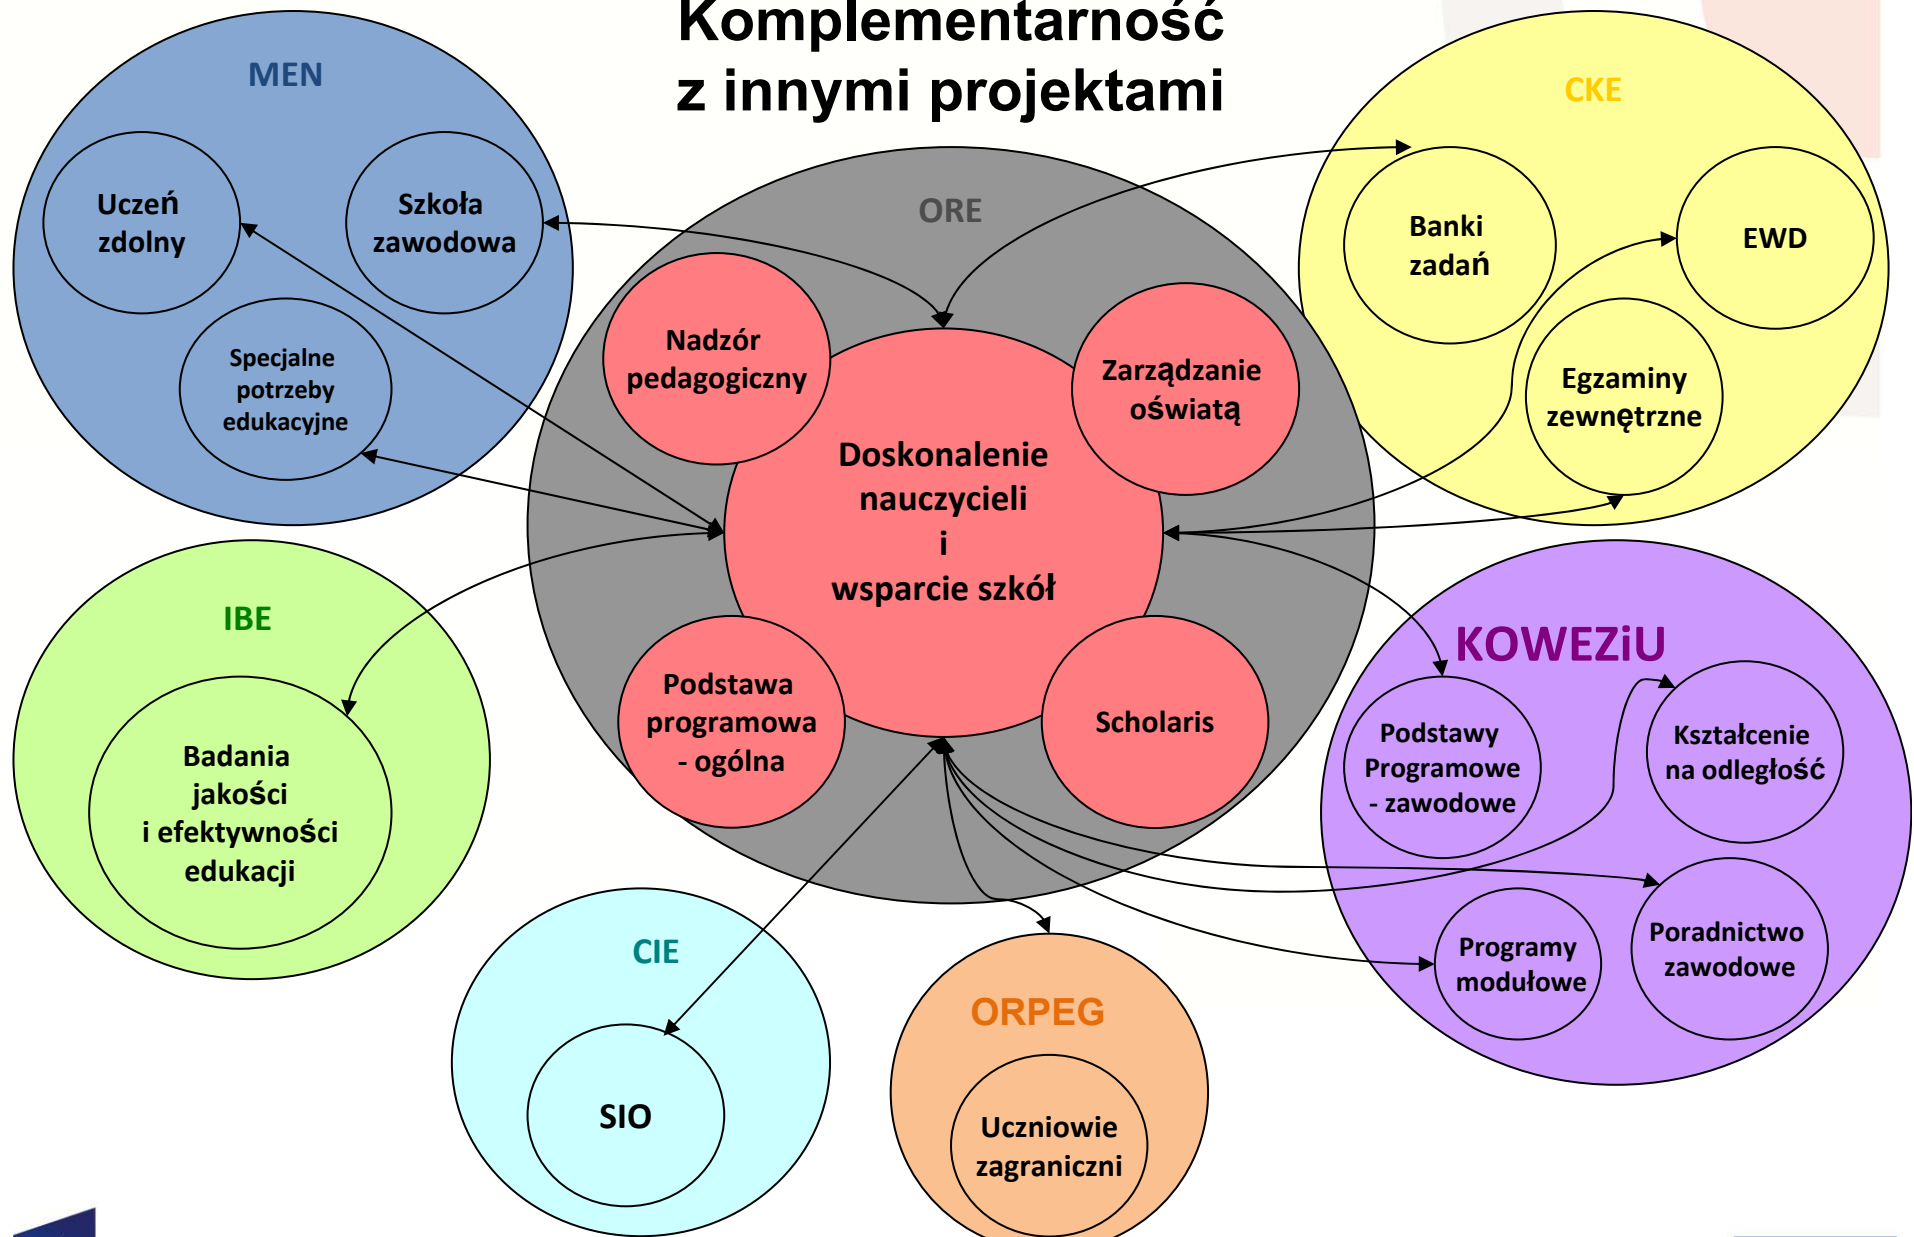 Komplementarność
z innymi projektami
MEN
Uczeń
zdolny
Szkoła
zawodowa
Specjalne
potrzeby
edukacyjne
ORE
Nadzór
pedagogiczny
Zarządzanie
oświatą
Doskonalenie
nauczycieli
i
wsparcie szkół
Podstawa
programowa
- ogólna
Scholaris
CKE
Banki
zadań
EWD
Egzaminy
zewnętrzne
IBE
Badania
jakości
i efektywności
edukacji
KOWEZiU
Podstawy
Programowe
- zawodowe
Kształcenie
na odległość
Programy
modułowe
Poradnictwo
zawodowe
CIE
SIO
ORPEG
Uczniowie
zagraniczni